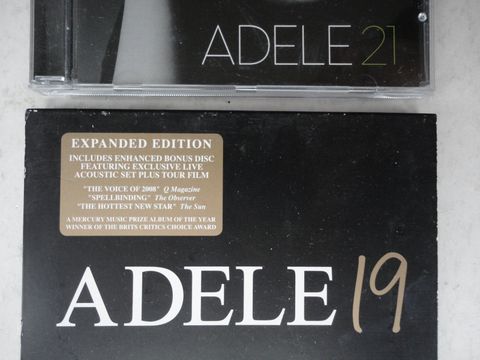 ADELE 21
EXPANDED EDITION
INCLUDES ENHANCED BONUS DISC
FEATURING EXCLUSIVE LIVE
ACOUSTIC SET PLUS TOUR FILM
"THE VOICE OF 2008" Q Magazine
"SPELLBINDING" The Observer
"THE HOTTEST NEW STAR" The Sun
A MERCURY MUSIC PRIZE ALBUM OF THE YEAR
WINNER OF THE BRITS CRITICS CHOICE AWARD
ADELE 19